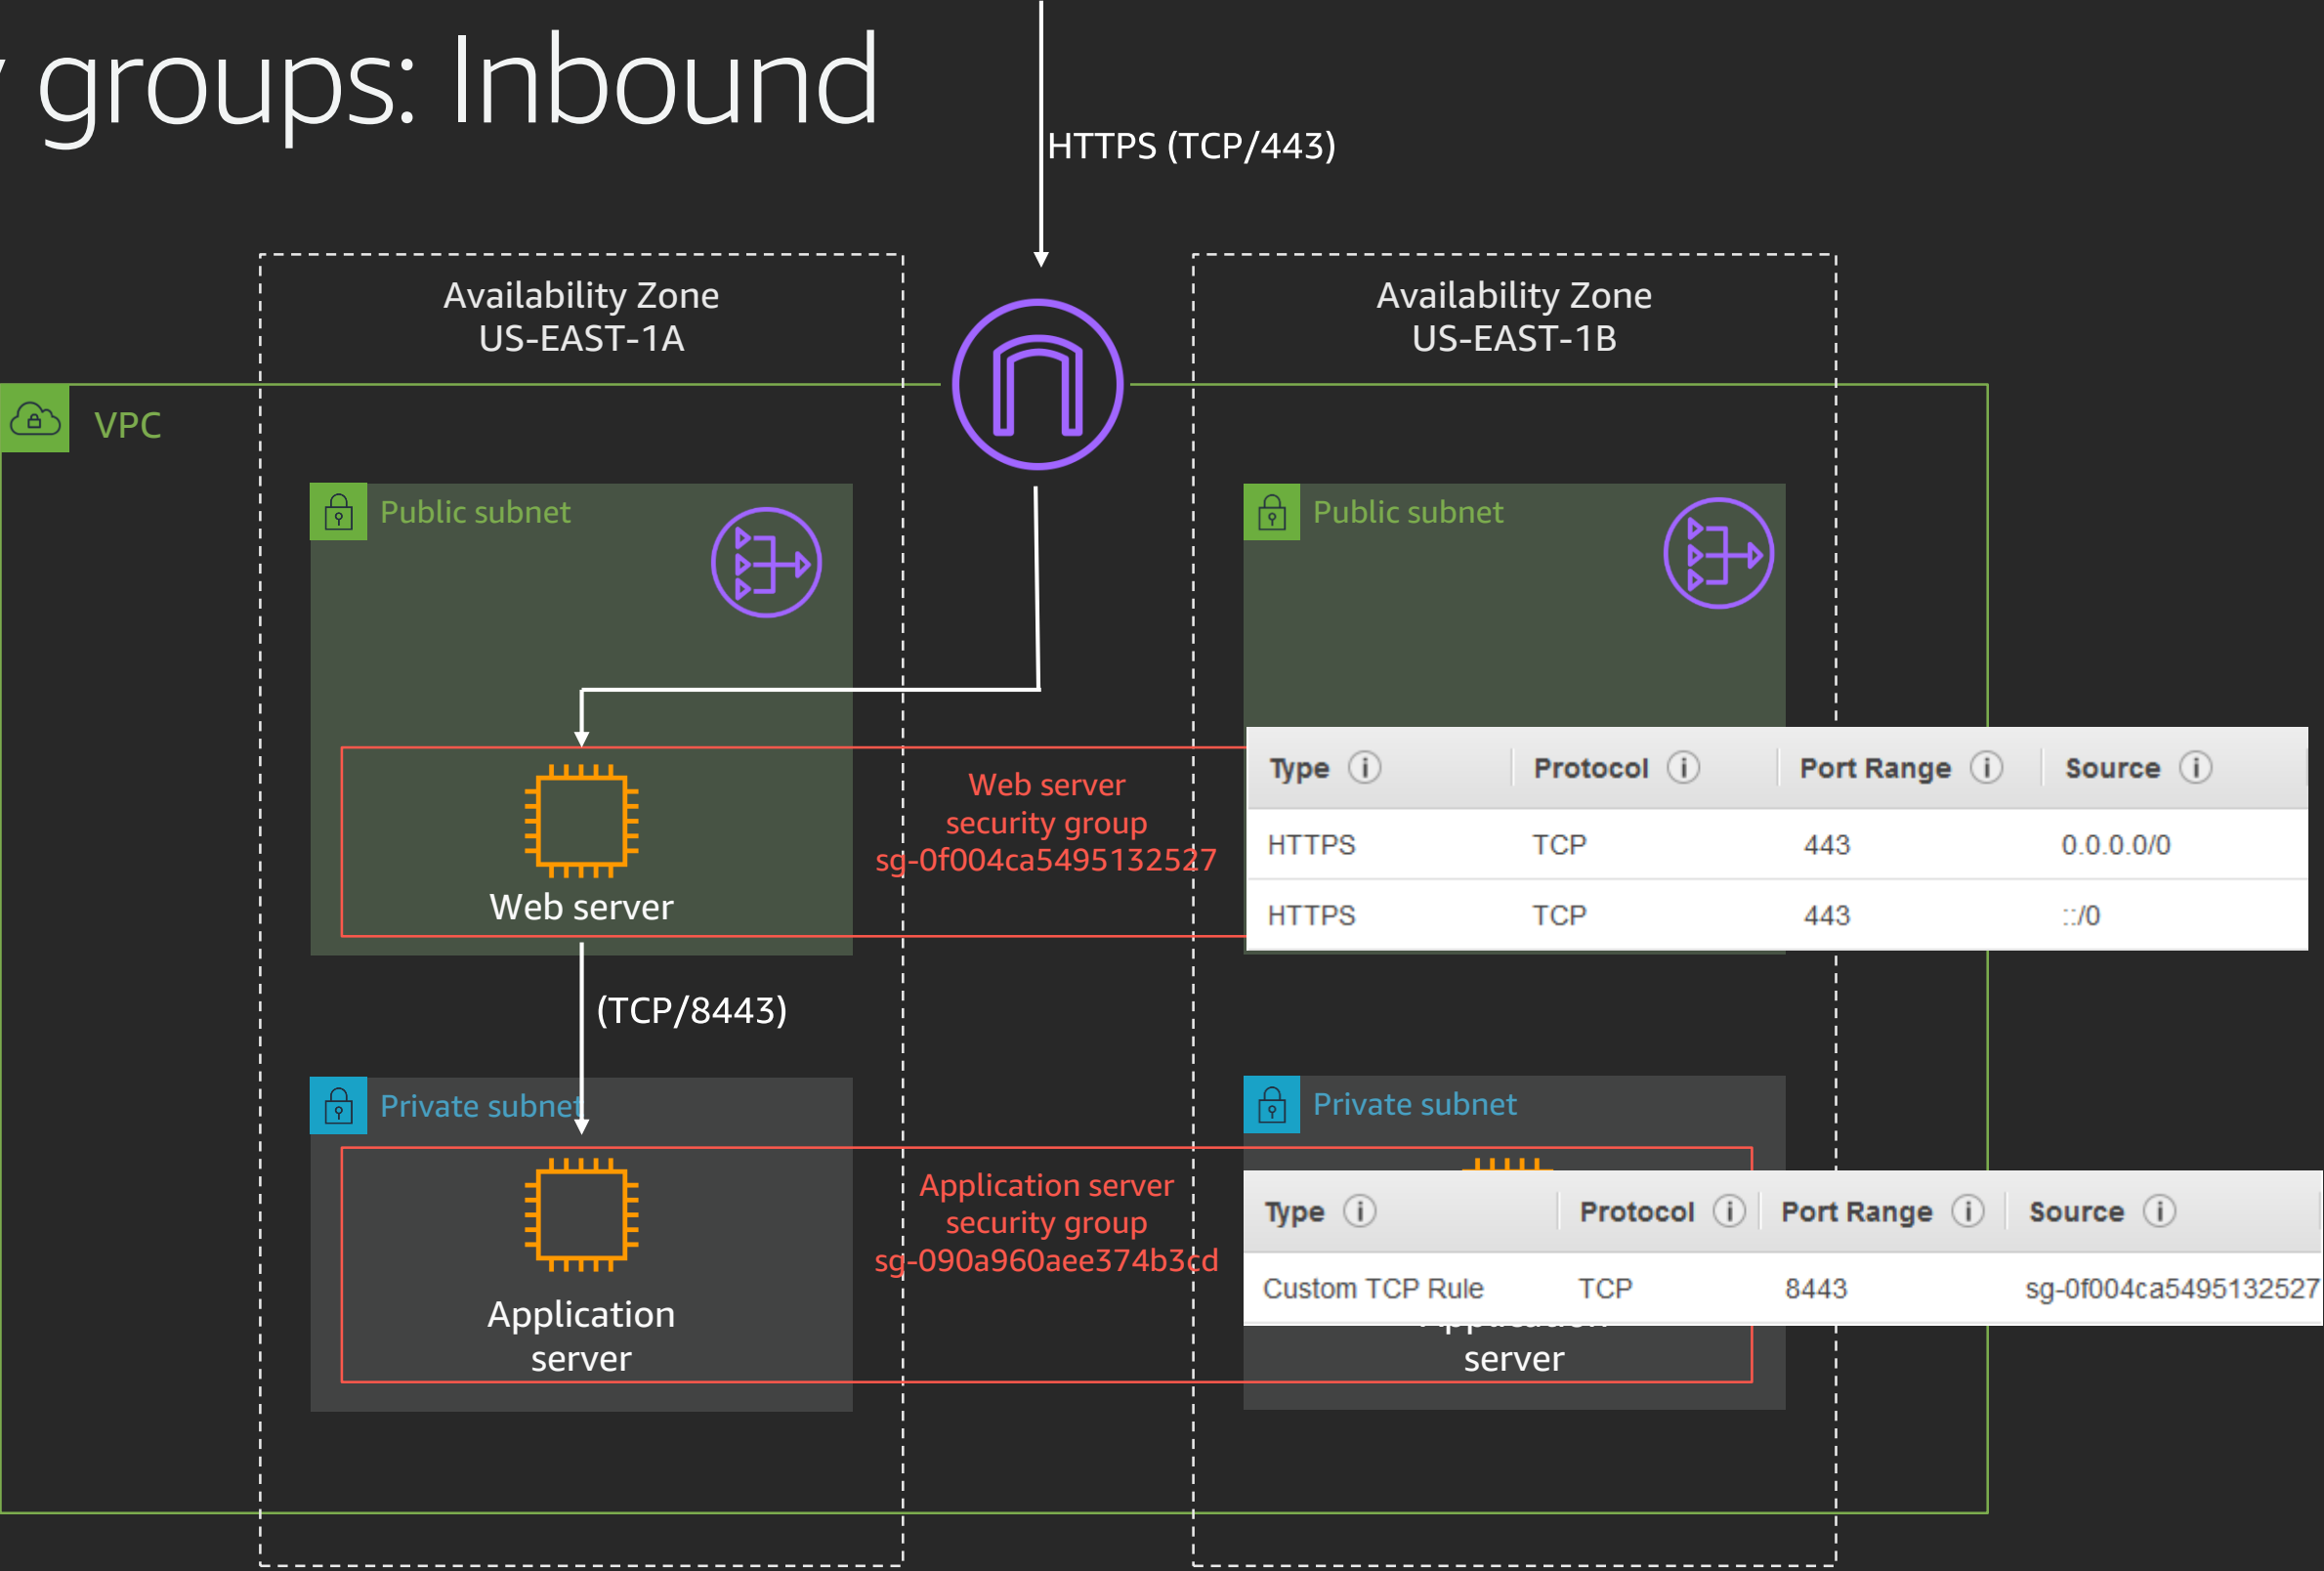 groups: Inbound
HTTPS (TCP/443)
Availability Zone
US-EAST-1A
Availability Zone
US-EAST-1B
VPC
Public subnet
Public subnet
Web server
security group
sg-0f004ca5495132527
Type Protocol Port Range Source
HTTPS TCP 443 0.0.0.0/0
HTTPS TCP 443 ::/0
Web server
(TCP/8443)
Private subnet
Private subnet
Application server
security group
sg-090a960aee374b3cd
Type Protocol Port Range Source
Custom TCP Rule TCP 8443 sg-0f004ca5495132527
Application
server
server